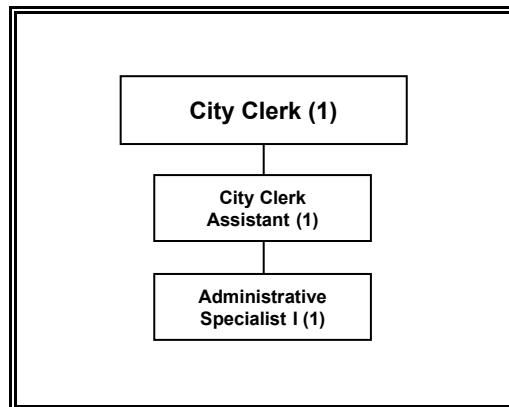 City Clerk (1)
City Clerk
Assistant (1)
Administrative
Specialist I (1)